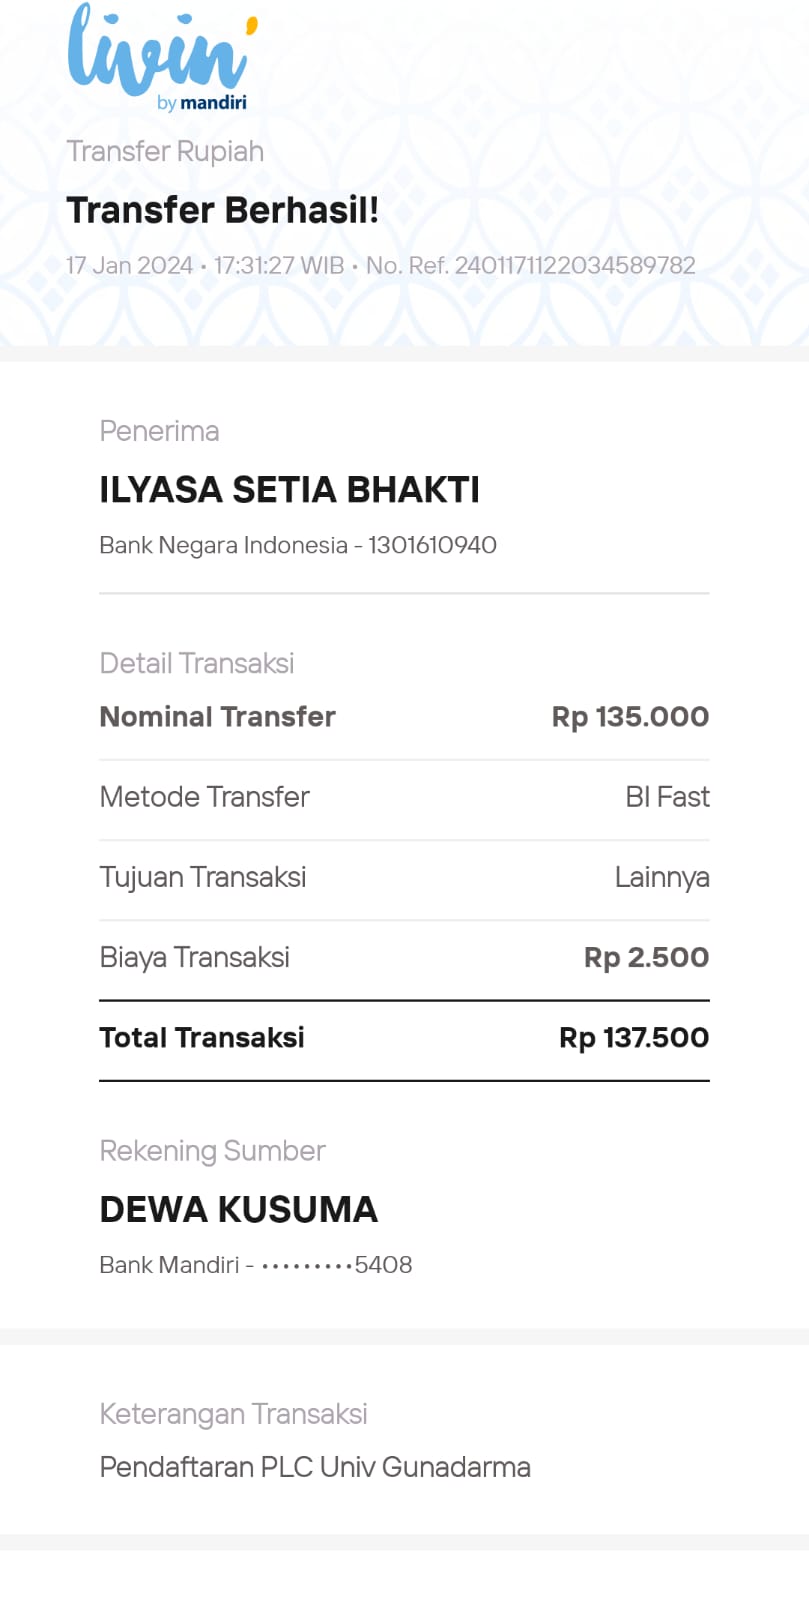 livin'
by mandiri
Transfer Rupiah
Transfer Berhasil!
17 Jan 2024 • 17:31:27 WIB • No. Ref. 2401171122034589782
Penerima
ILYASA SETIA BHAKTI
Bank Negara Indonesia - 1301610940
Detail Transaksi
Nominal Transfer Rp 135.000
Metode Transfer BI Fast
Tujuan Transaksi Lainnya
Biaya Transaksi Rp 2.500
Total Transaksi Rp 137.500
Rekening Sumber
DEWA KUSUMA
Bank Mandiri - •••••••••5408
Keterangan Transaksi
Pendaftaran PLC Univ Gunadarma